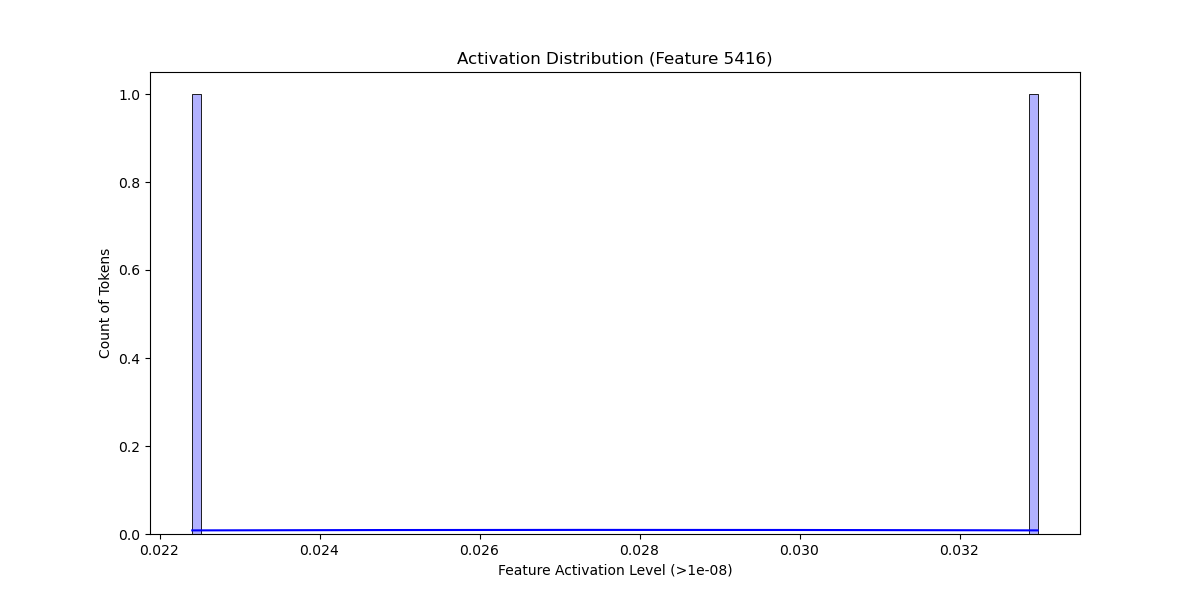 Activation Distribution (Feature 5416)
Count of Tokens
1.0
0.8
0.6
0.4
0.2
0.0
0.022 0.024 0.026 0.028 0.030 0.032
Feature Activation Level (>1e-08)